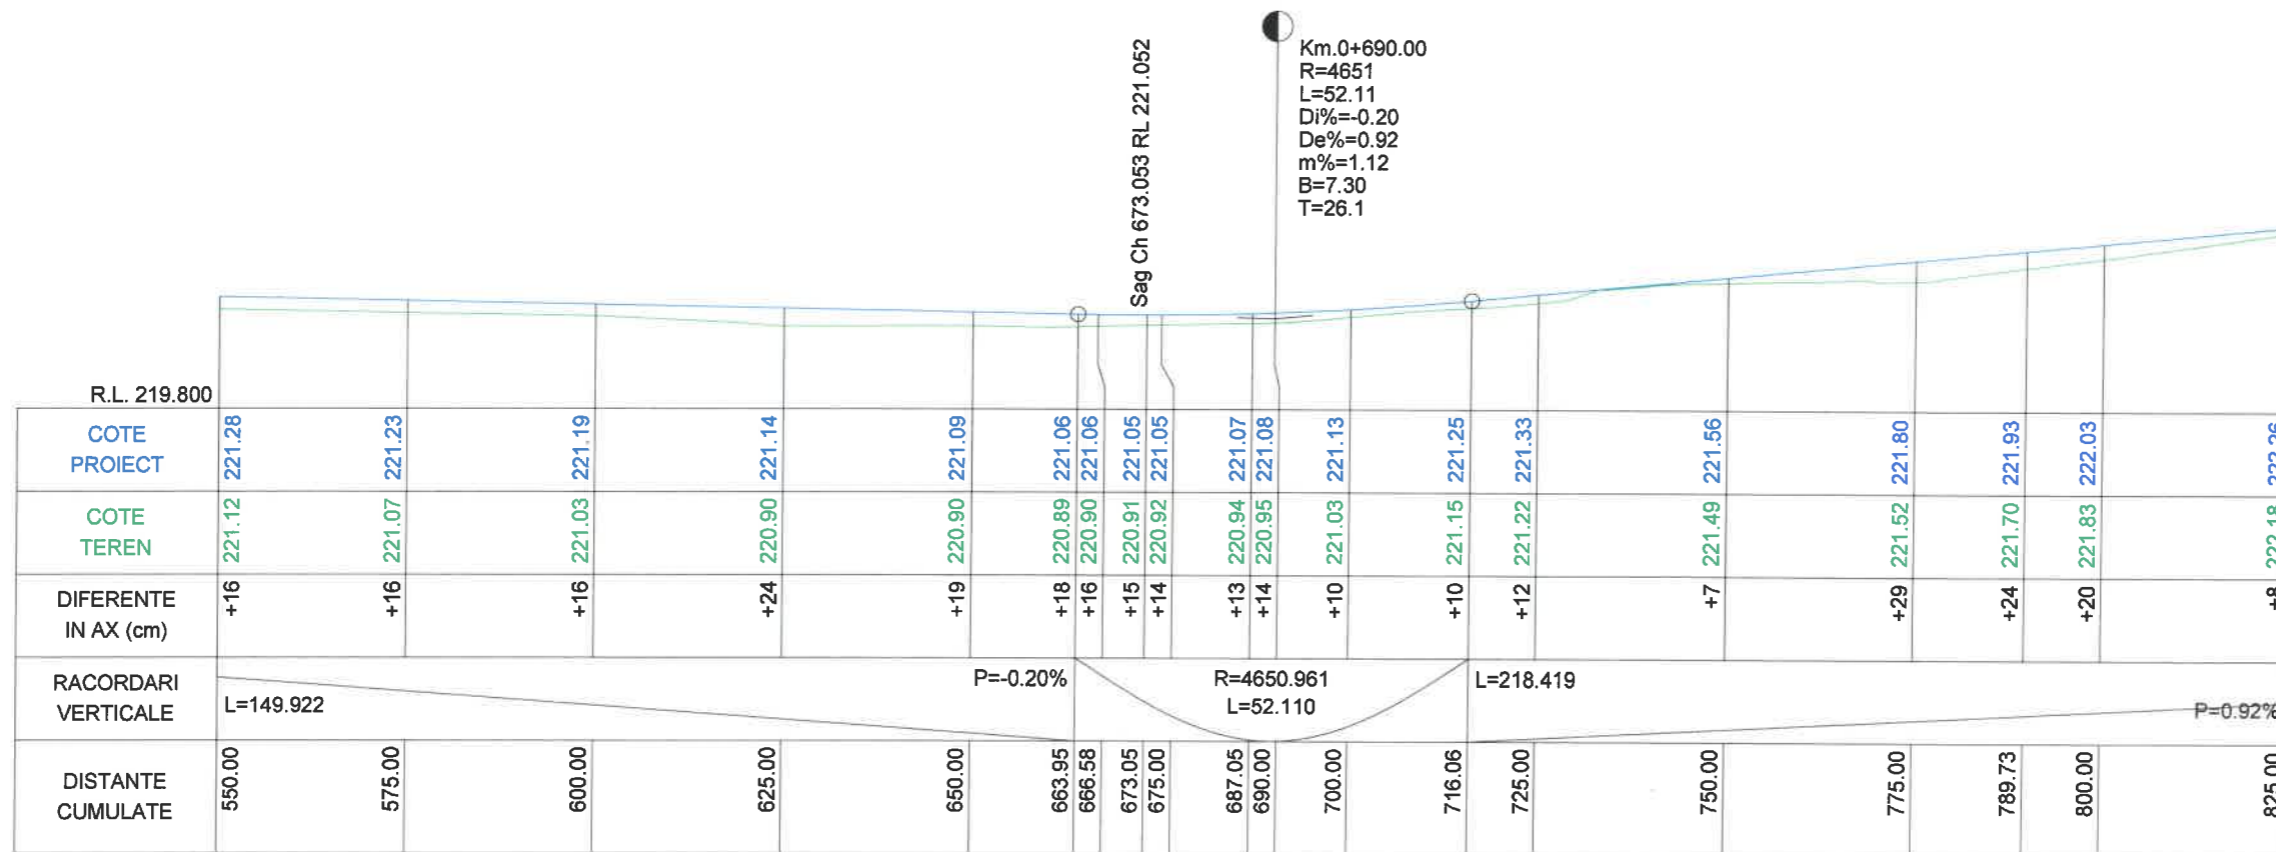 Km.0+690.00
R=4651
L=52.11
Di%=-0.20
De%=0.92
m%=1.12
B=7.30
T=26.1
Sag Ch 673.053 RL 221.052
R.L. 219.800
COTE
PROIECT
221.28 221.23 221.19 221.14 221.09 221.06 221.06 221.05 221.05 221.07 221.08 221.13 221.25 221.33 221.56 221.80 221.93 222.03 222.26
COTE
TEREN
221.12 221.07 221.03 220.90 220.90 220.89 220.90 220.91 220.92 220.94 220.95 221.03 221.15 221.22 221.49 221.52 221.70 221.83 222.18
DIFERENTE
IN AX (cm)
+16 +16 +16 +24 +19 +18 +16 +15 +14 +13 +14 +10 +10 +12 +7 +29 +24 +20 +8
RACORDARI
VERTICALE
L=149.922
P=-0.20%
R=4650.961
L=52.110
L=218.419
P=0.92%
DISTANTE
CUMULATE
550.00 575.00 600.00 625.00 650.00 663.95 666.58 673.05 675.00 687.05 690.00 700.00 716.06 725.00 750.00 775.00 789.73 800.00 825.00